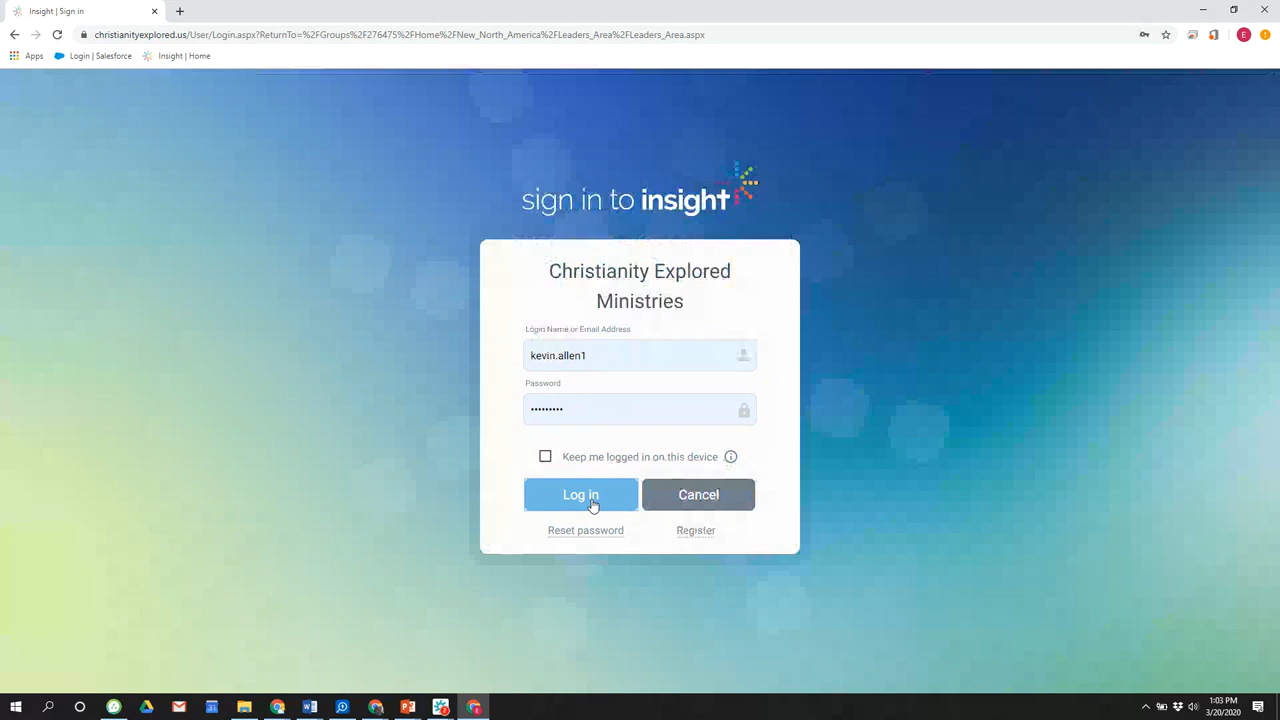 Insight | Sign in
christianityexplored.us/User/Login.aspx?ReturnTo=%2FGroups%2F276475%2FHome%2FNew_North_America%2FLeaders_Area%2FLeaders_Area.aspx
E
Apps
Login | Salesforce
Insight | Home
sign in to insight
Christianity Explored
Ministries
Login Name or Email Address
kevin.allen1
Password
•••••••••
Keep me logged in on this device
Log in
Cancel
Reset password
Register
1:03 PM
3/20/2020